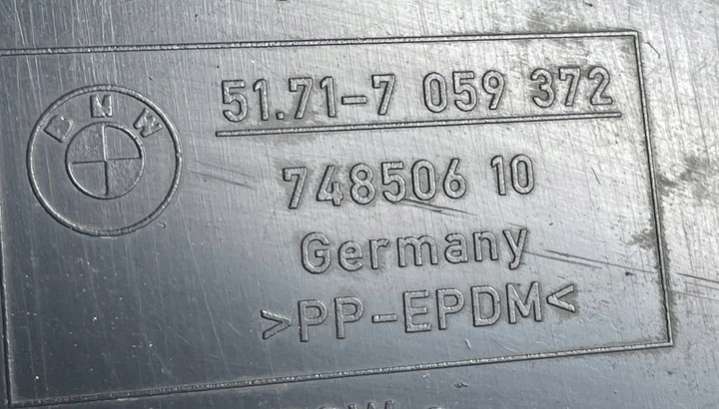 BMW
51.71-7 059 372
748506 10
Germany
>PP-EPDM<